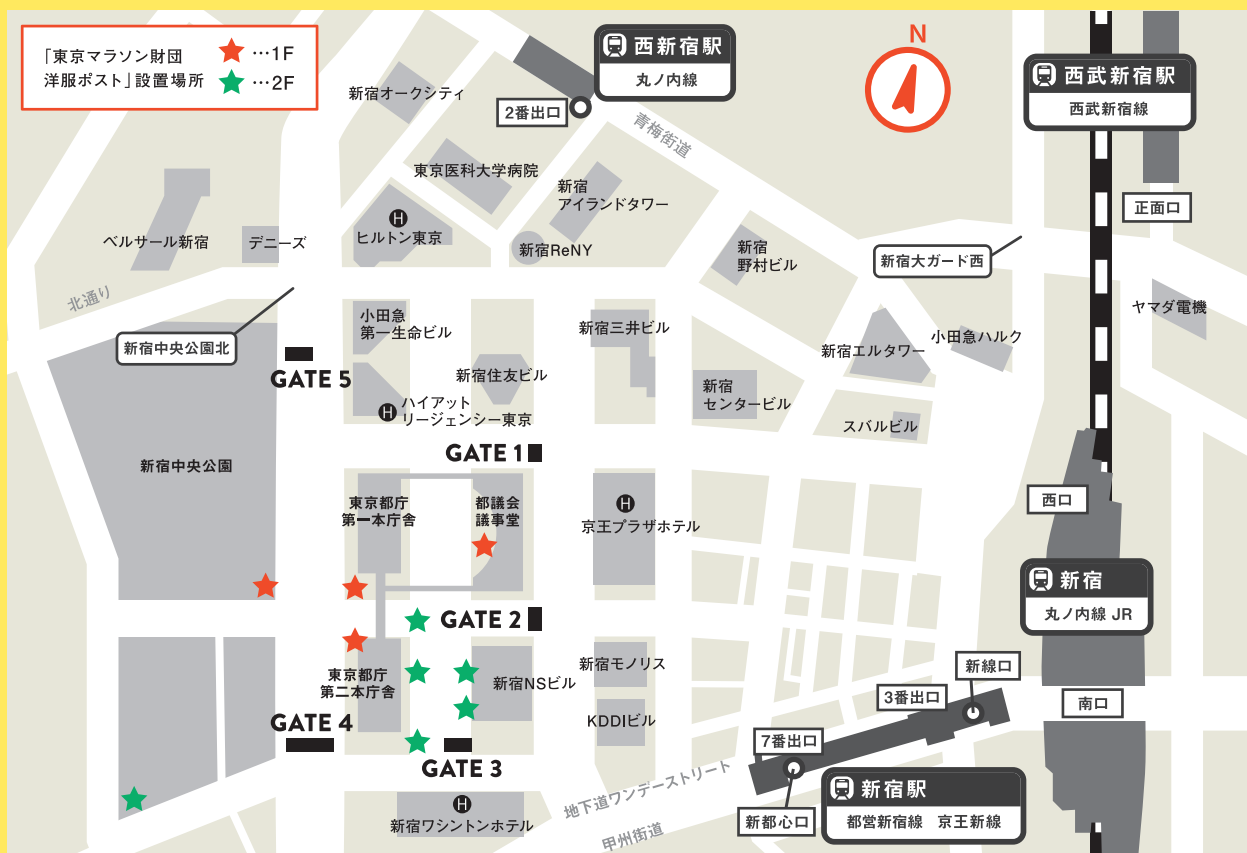 「東京マラソン財団
洋服ポスト」設置場所
…1F
…2F
西新宿駅
丸ノ内線
2番出口
N
西武新宿駅
西武新宿線
正面口
新宿オークシティ
青梅街道
東京医科大学病院
新宿
アイランドタワー
ベルサール新宿
デニーズ
H
ヒルトン東京
新宿ReNY
新宿
野村ビル
新宿大ガード西
北通り
ヤマダ電機
新宿中央公園北
小田急
第一生命ビル
新宿三井ビル
新宿エルタワー
小田急ハルク
GATE 5
新宿住友ビル
新宿
センタービル
H
ハイアット
リージェンシー東京
スバルビル
GATE 1
新宿中央公園
東京都庁
第一本庁舎
都議会
議事堂
H
京王プラザホテル
西口
新宿
丸ノ内線 JR
GATE 2
東京都庁
第二本庁舎
新宿NSビル
新宿モノリス
新線口
3番出口
南口
GATE 4
KDDIビル
7番出口
GATE 3
地下道ワンデーストリート
新宿駅
都営新宿線 京王新線
H
新宿ワシントンホテル
新都心口
甲州街道